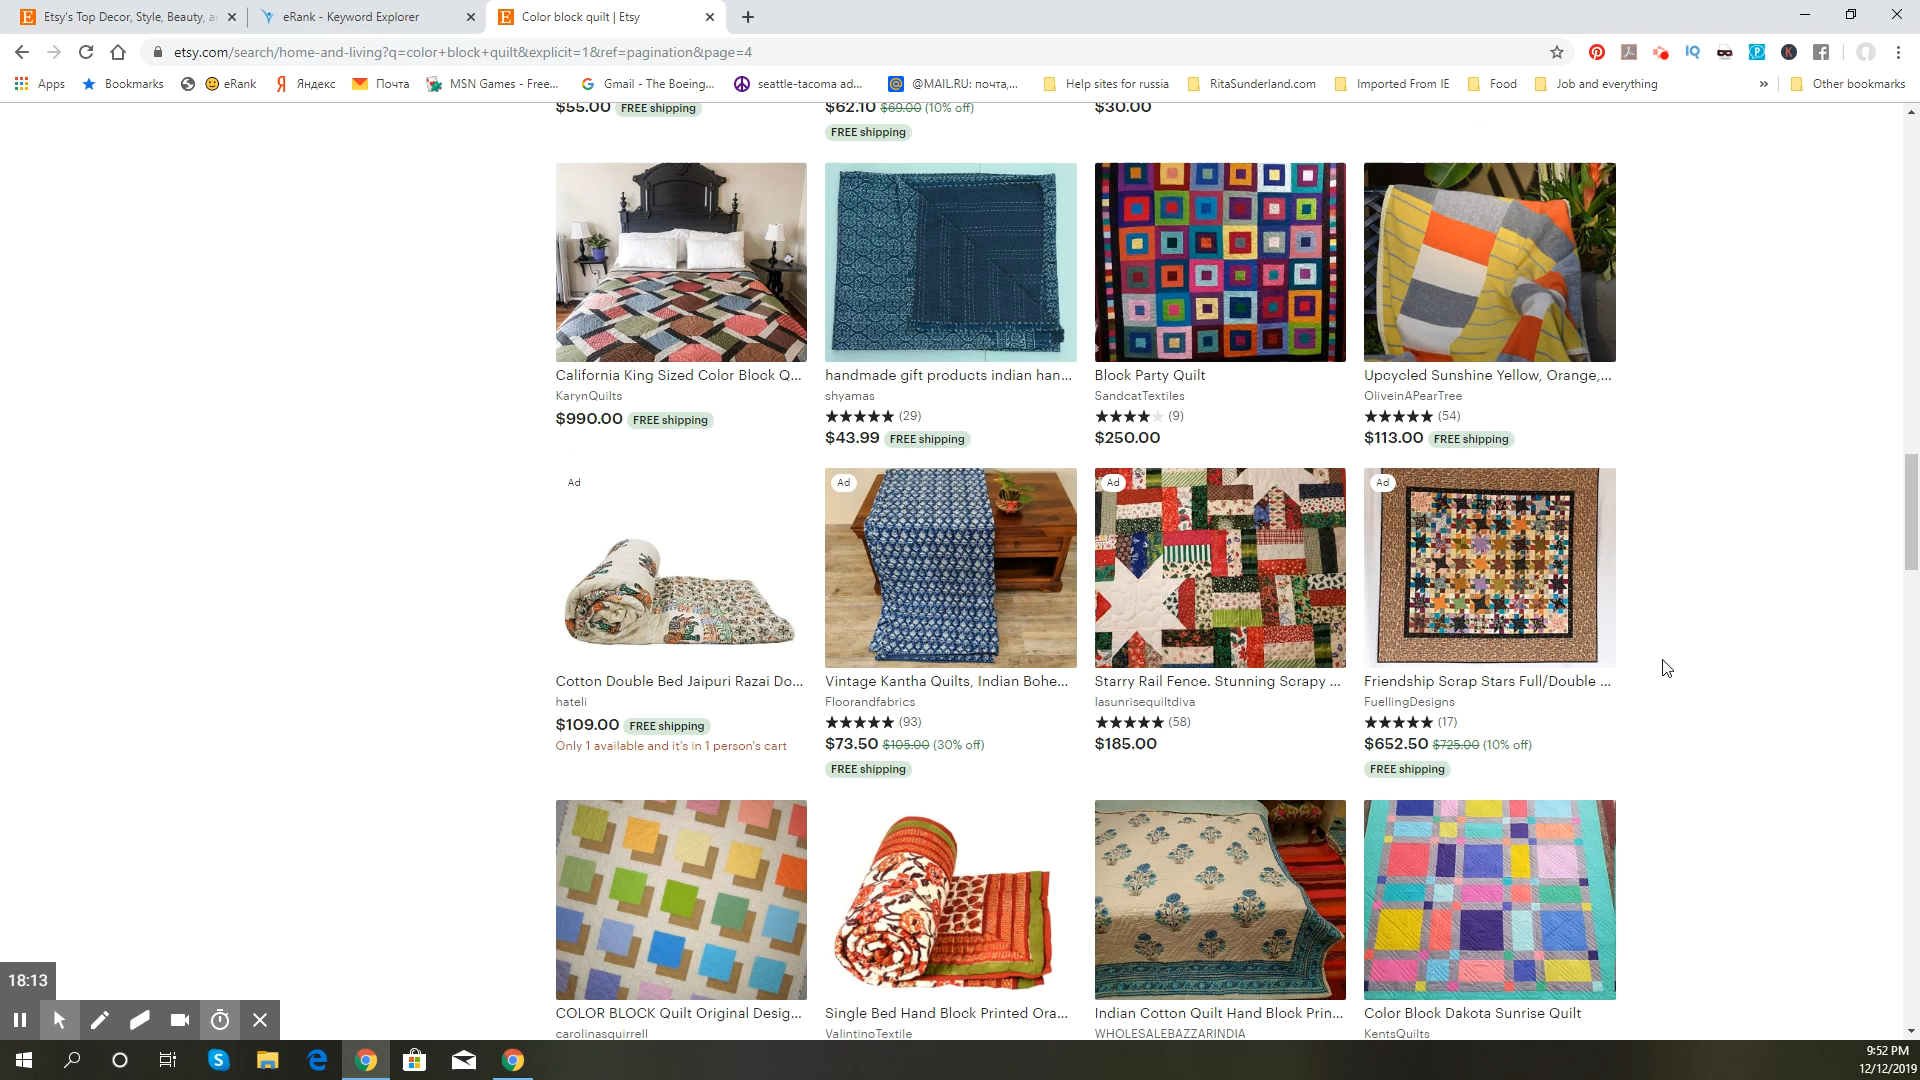 Etsy's Top Decor, Style, Beauty, a
eRank - Keyword Explorer
Color block quilt | Etsy
etsy.com/search/home-and-living?q=color+block+quilt&explicit=1&ref=pagination&page=4
Apps
Bookmarks
eRank
Яндекс
Почта
MSN Games - Free...
Gmail - The Boeing...
seattle-tacoma ad...
@MAIL.RU: почта,...
Help sites for russia
RitaSunderland.com
Imported From IE
Food
Job and everything
»
Other bookmarks
$55.00 FREE shipping
$62.10 $69.00 (10% off)
FREE shipping
$30.00
California King Sized Color Block Q...
KarynQuilts
$990.00 FREE shipping
handmade gift products indian han...
shyamas
★★★★★ (29)
$43.99 FREE shipping
Block Party Quilt
SandcatTextiles
★★★★★ (9)
$250.00
Upcycled Sunshine Yellow, Orange,...
OliveinAPearTree
★★★★★ (54)
$113.00 FREE shipping
Ad
Cotton Double Bed Jaipuri Razai Do...
hateli
$109.00 FREE shipping
Only 1 available and it's in 1 person's cart
Ad
Vintage Kantha Quilts, Indian Bohe...
Floorandfabrics
★★★★★ (93)
$73.50 $105.00 (30% off)
FREE shipping
Ad
Starry Rail Fence. Stunning Scrapy ...
lasunrisequiltdiva
★★★★★ (58)
$185.00
Ad
Friendship Scrap Stars Full/Double ...
FuellingDesigns
★★★★★ (17)
$652.50 $725.00 (10% off)
FREE shipping
COLOR BLOCK Quilt Original Desig...
carolinasquirrell
Single Bed Hand Block Printed Ora...
ValintinoTextile
Indian Cotton Quilt Hand Block Prin...
WHOLESALEBAZZARINDIA
Color Block Dakota Sunrise Quilt
KentsQuilts
18:13
9:52 PM
12/12/2019